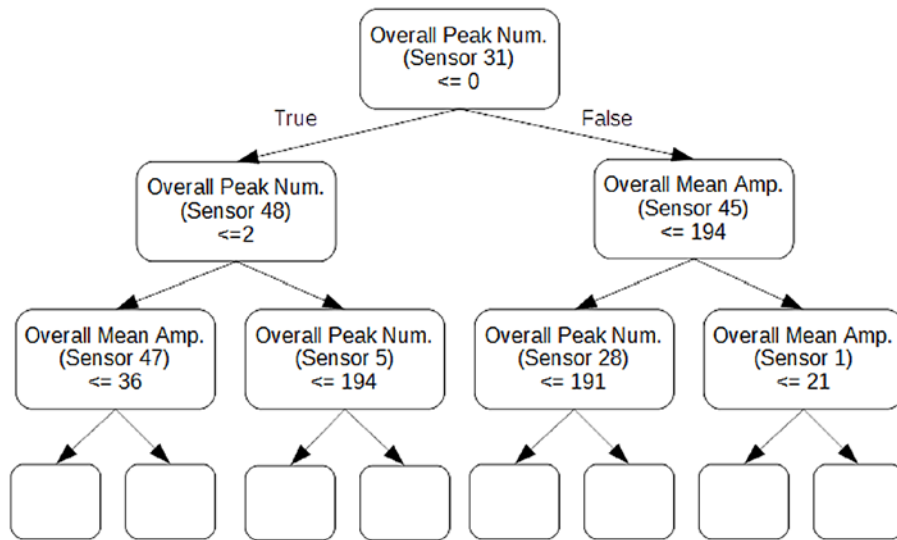 Overall Peak Num.
(Sensor 31)
<= 0
True
False
Overall Peak Num.
(Sensor 48)
<=2
Overall Mean Amp.
(Sensor 45)
<= 194
Overall Mean Amp.
(Sensor 47)
<= 36
Overall Peak Num.
(Sensor 5)
<= 194
Overall Peak Num.
(Sensor 28)
<= 191
Overall Mean Amp.
(Sensor 1)
<= 21